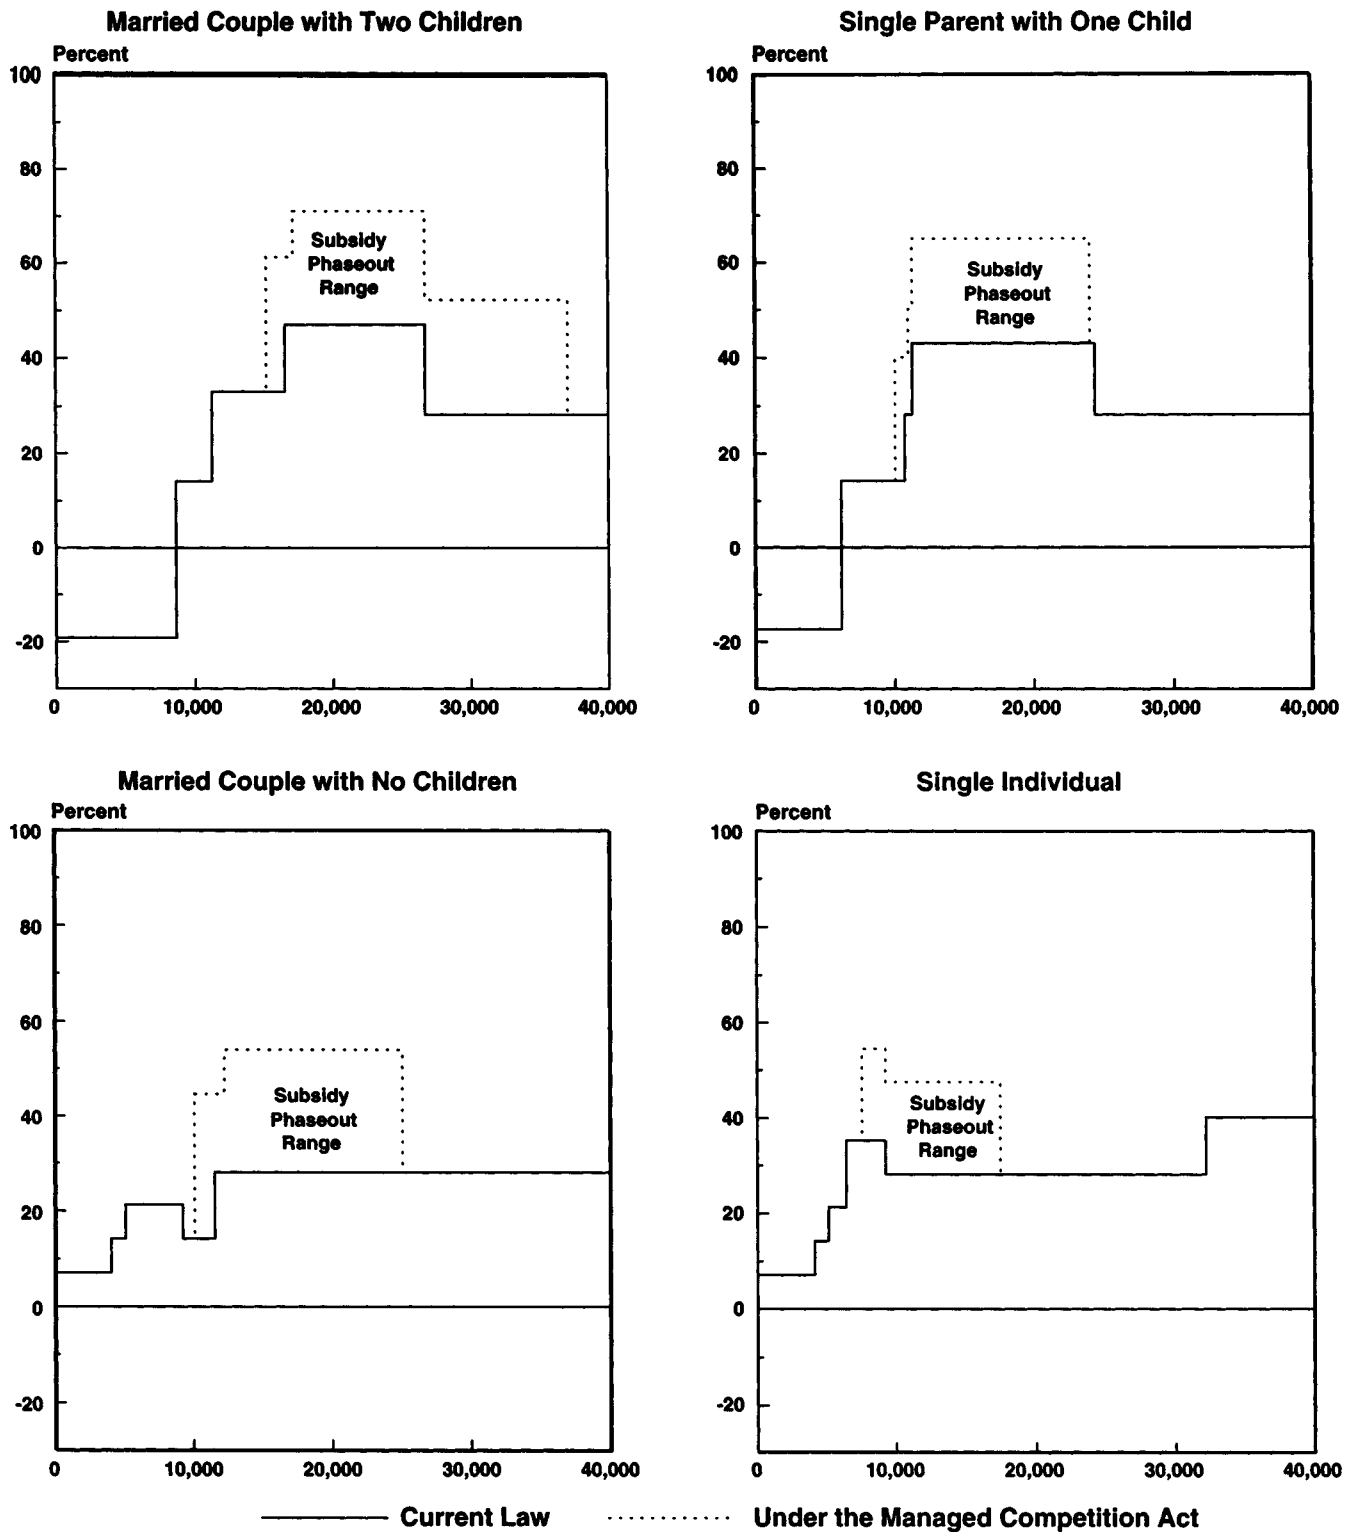 Married Couple with Two Children
Percent
100
80
60
40
20
0
-20
Subsidy
Phaseout
Range
0 10,000 20,000 30,000 40,000
Single Parent with One Child
Percent
100
80
60
40
20
0
-20
Subsidy
Phaseout
Range
0 10,000 20,000 30,000 40,000
Married Couple with No Children
Percent
100
80
60
40
20
0
-20
Subsidy
Phaseout
Range
0 10,000 20,000 30,000 40,000
Single Individual
Percent
100
80
60
40
20
0
-20
Subsidy
Phaseout
Range
0 10,000 20,000 30,000 40,000
Current Law Under the Managed Competition Act